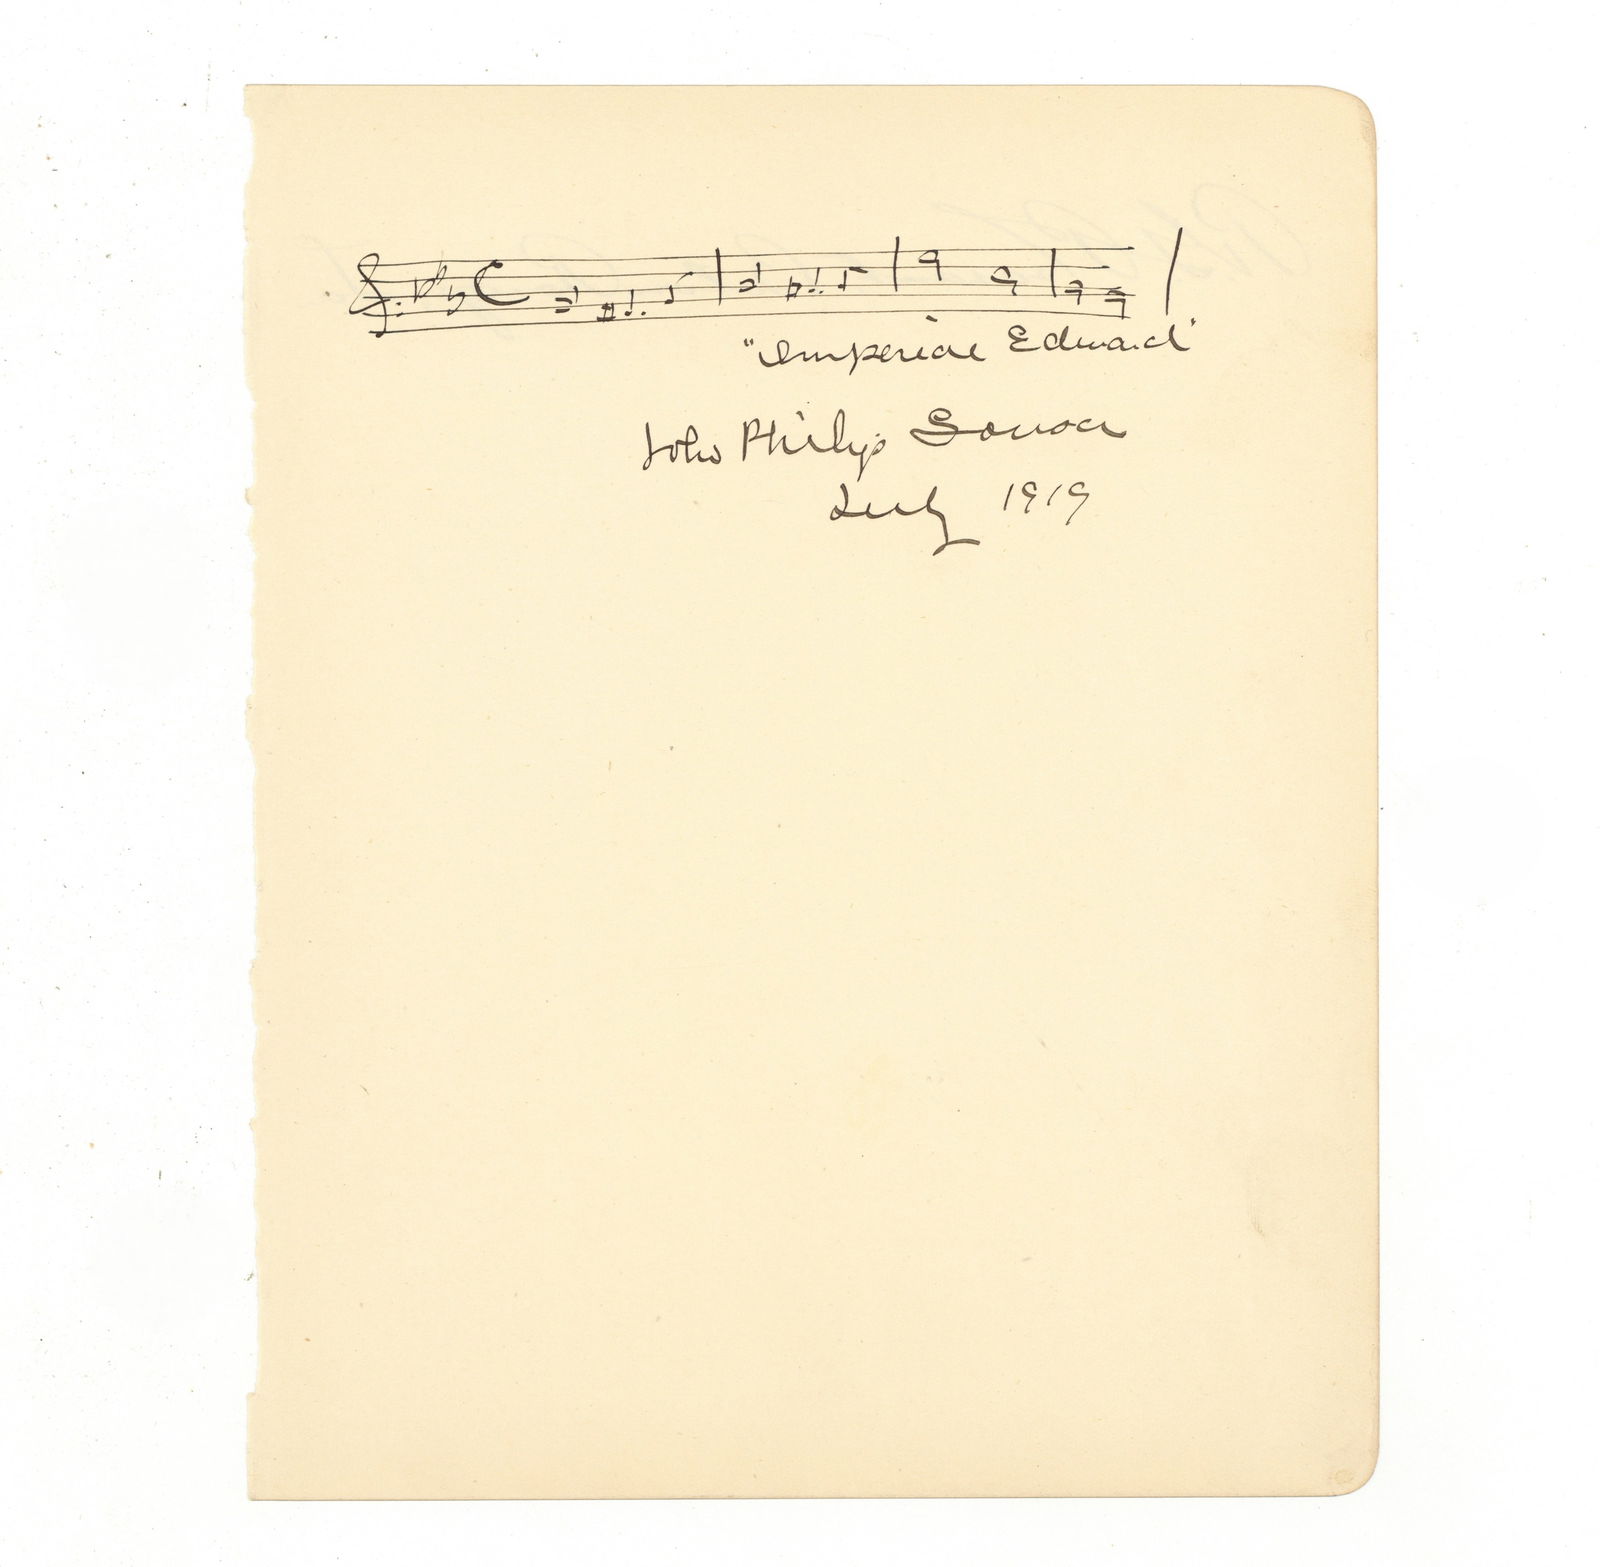 "Imperial Edward"
John Philip Sousa
July 1919